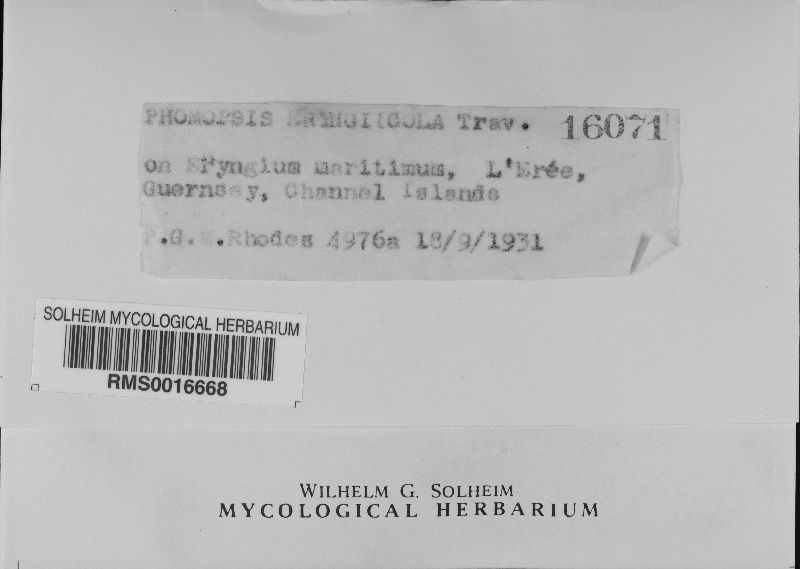 PHOMOPSIS ERYNGIICOLA Trav. 16071
on Eryngium maritimum, L'Erée,
Guernsey, Channel Islands
P.G.M.Rhodes 4976a 18/9/1931
SOLHEIM MYCOLOGICAL HERBARIUM
RMS0016668
WILHELM G. SOLHEIM
MYCOLOGICAL HERBARIUM